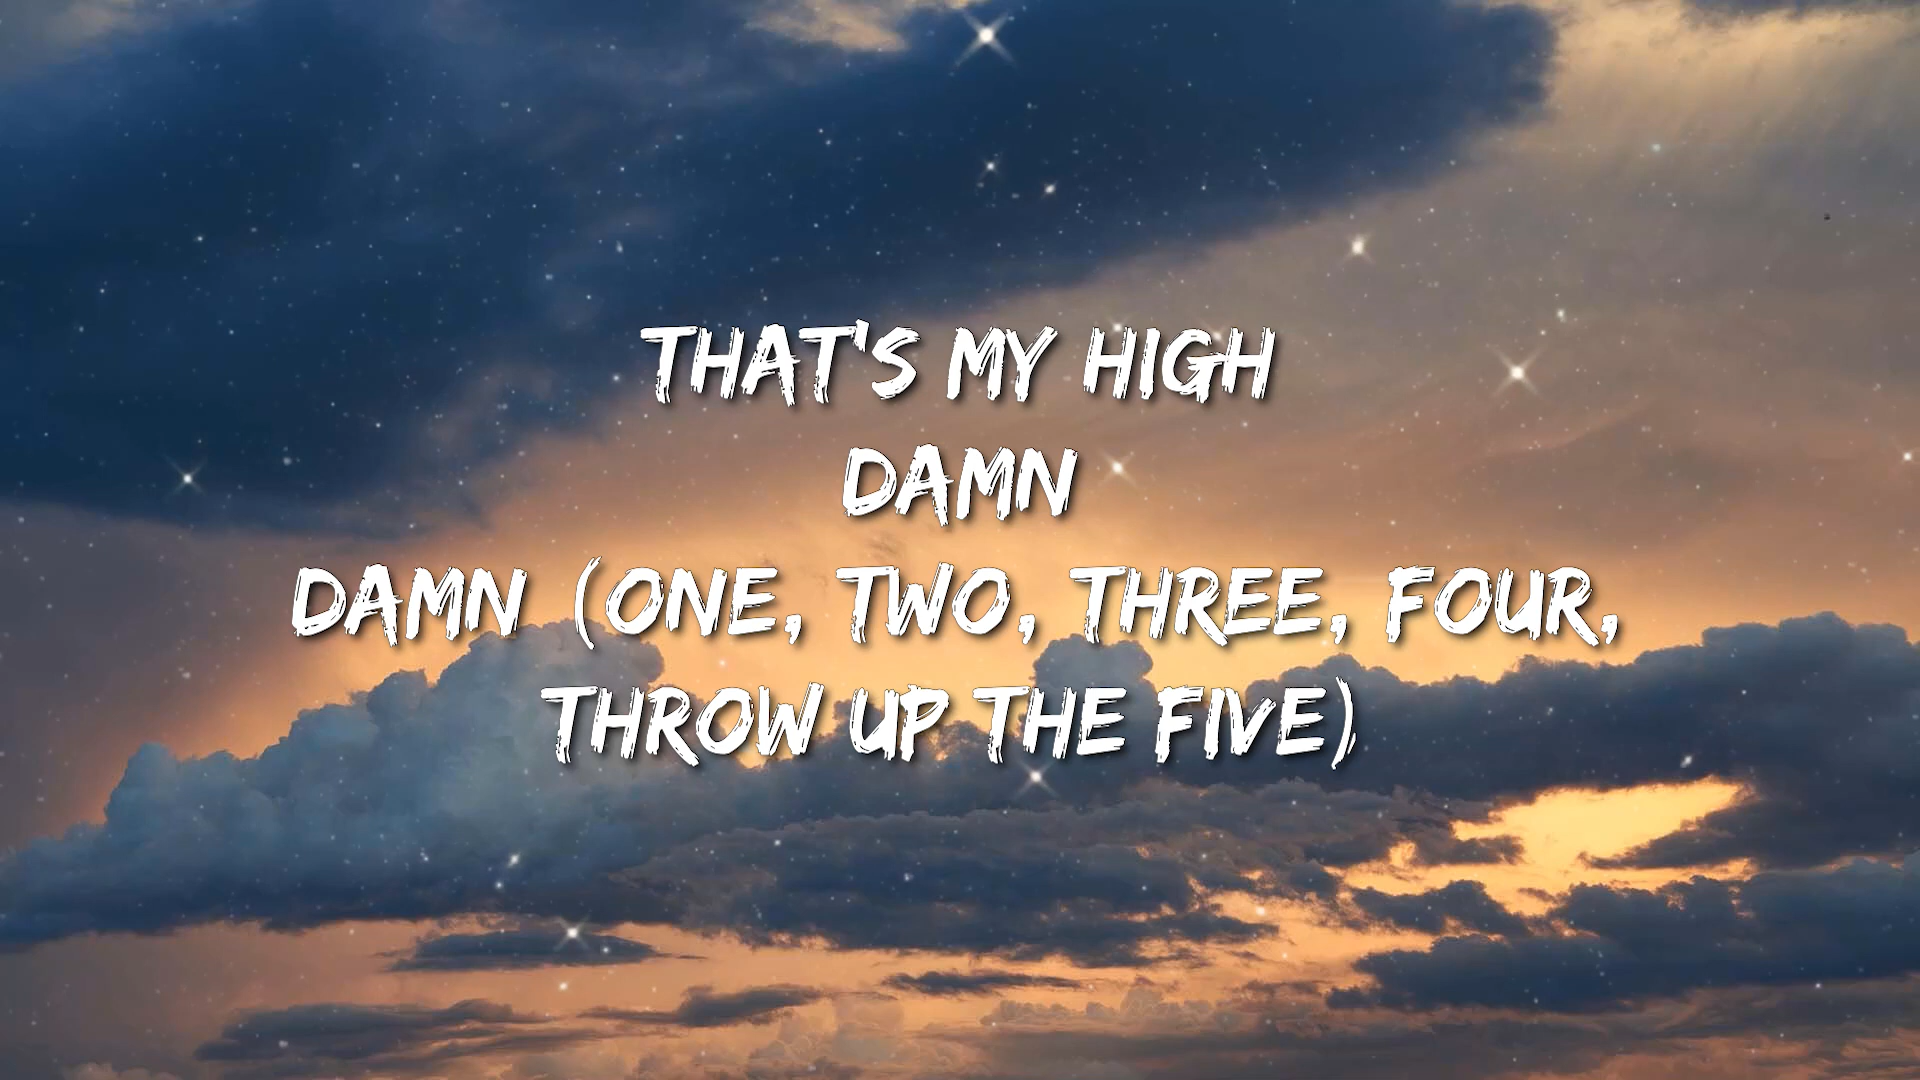 THAT'S MY HIGH
DAMN
DAMN (ONE, TWO, THREE, FOUR,
THROW UP THE FIVE)